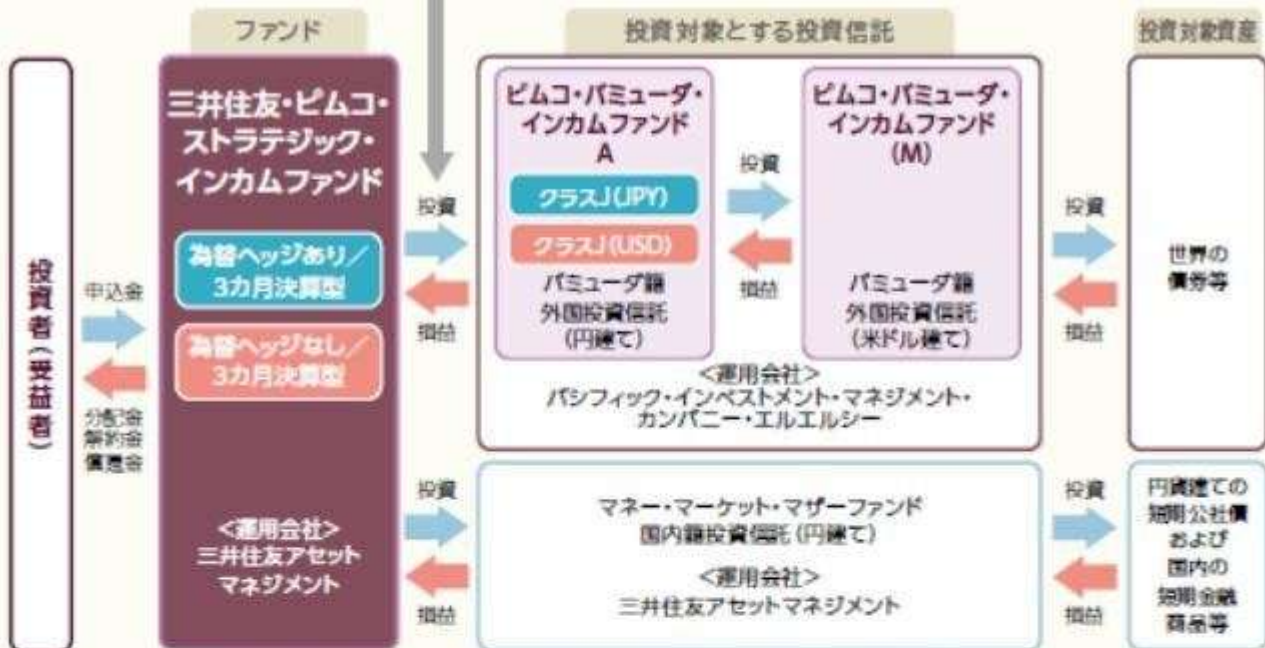 ファンド
投資対象とする投資信託
投資対象資産
投資者(受益者)
申込金
分配金
解約金
償還金
三井住友・ピムコ・
ストラテジック・
インカムファンド
為替ヘッジあり/
3カ月決算型
為替ヘッジなし/
3カ月決算型
<運用会社>
三井住友アセット
マネジメント
投資
損益
ピムコ・バミューダ・
インカムファンド
A
クラスJ(JPY)
クラスJ(USD)
バミューダ籍
外国投資信託
(円建て)
投資
損益
ピムコ・バミューダ・
インカムファンド
(M)
バミューダ籍
外国投資信託
(米ドル建て)
<運用会社>
パシフィック・インベストメント・マネジメント・
カンパニー・エルエルシー
投資
損益
世界の
債券等
投資
損益
マネー・マーケット・マザーファンド
国内籍投資信託(円建て)
<運用会社>
三井住友アセットマネジメント
投資
損益
円貨建ての
短期公社債
および
国内の
短期金融
商品等